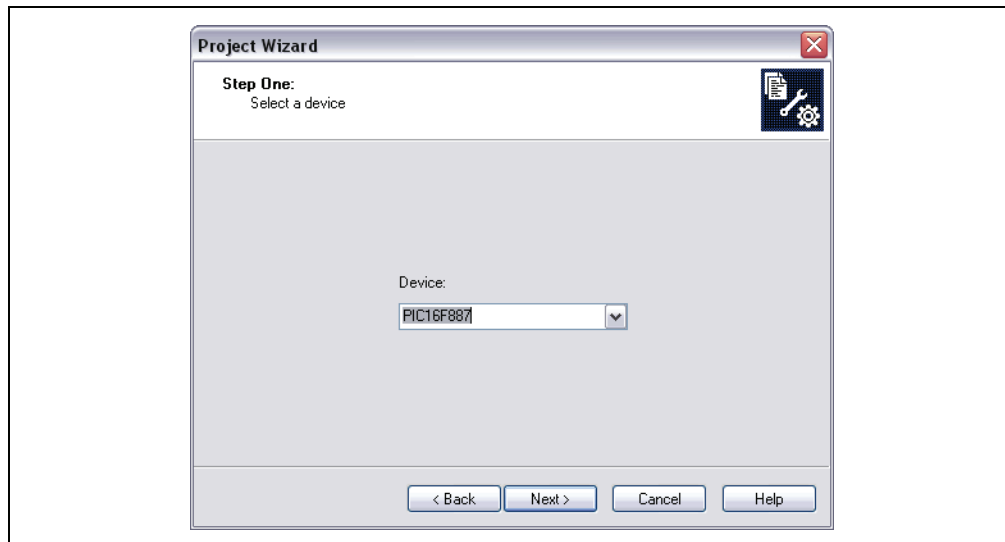 Project Wizard
Step One:
Select a device
Device:
PIC16F887
< Back Next > Cancel Help